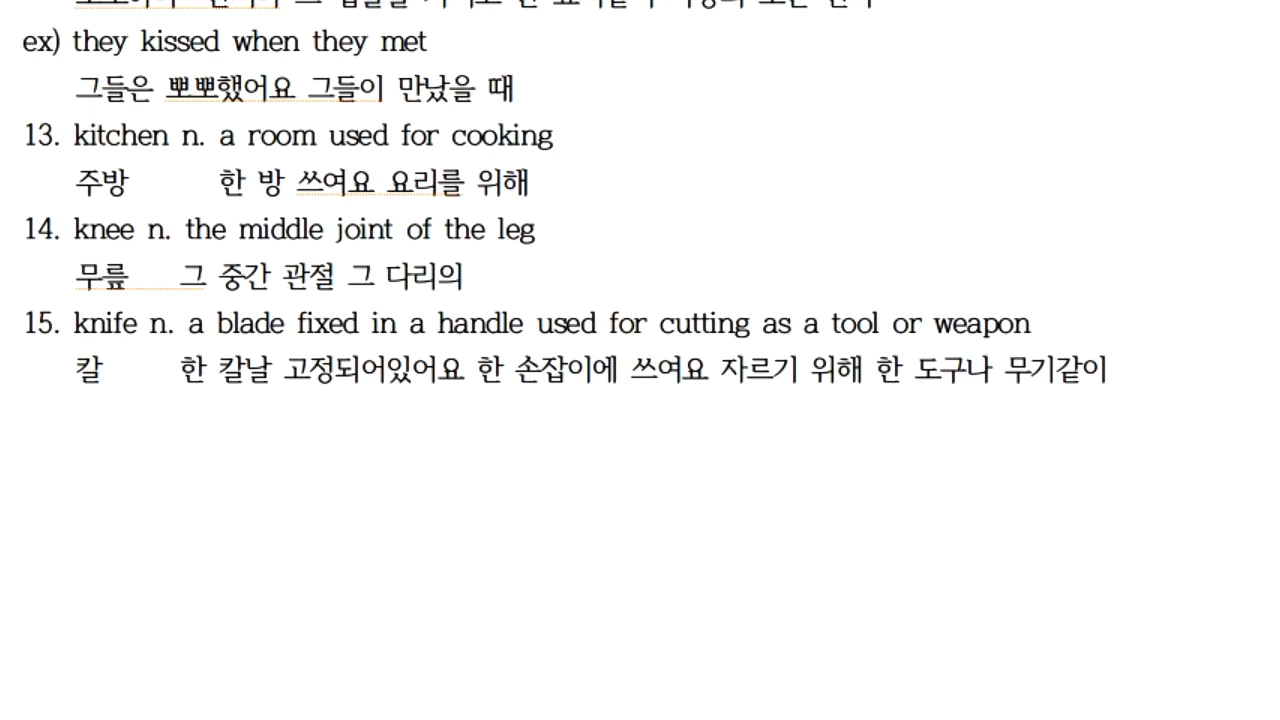 ex) they kissed when they met
그들은 뽀뽀했어요 그들이 만났을 때
13. kitchen n. a room used for cooking
주방 한 방 쓰여요 요리를 위해
14. knee n. the middle joint of the leg
무릎 그 중간 관절 그 다리의
15. knife n. a blade fixed in a handle used for cutting as a tool or weapon
칼 한 칼날 고정되어있어요 한 손잡이에 쓰여요 자르기 위해 한 도구나 무기같이